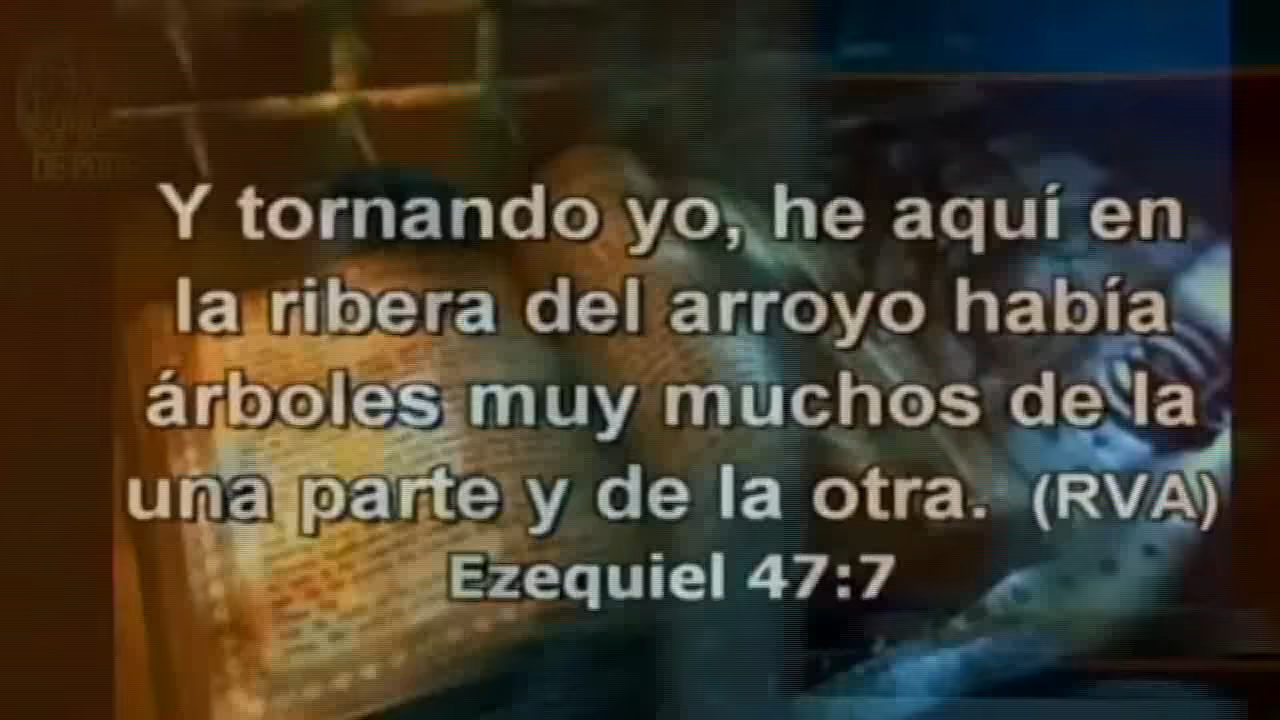 Y tornando yo, he aquí en
la ribera del arroyo había
árboles muy muchos de la
una parte y de la otra. (RVA)
Ezequiel 47:7